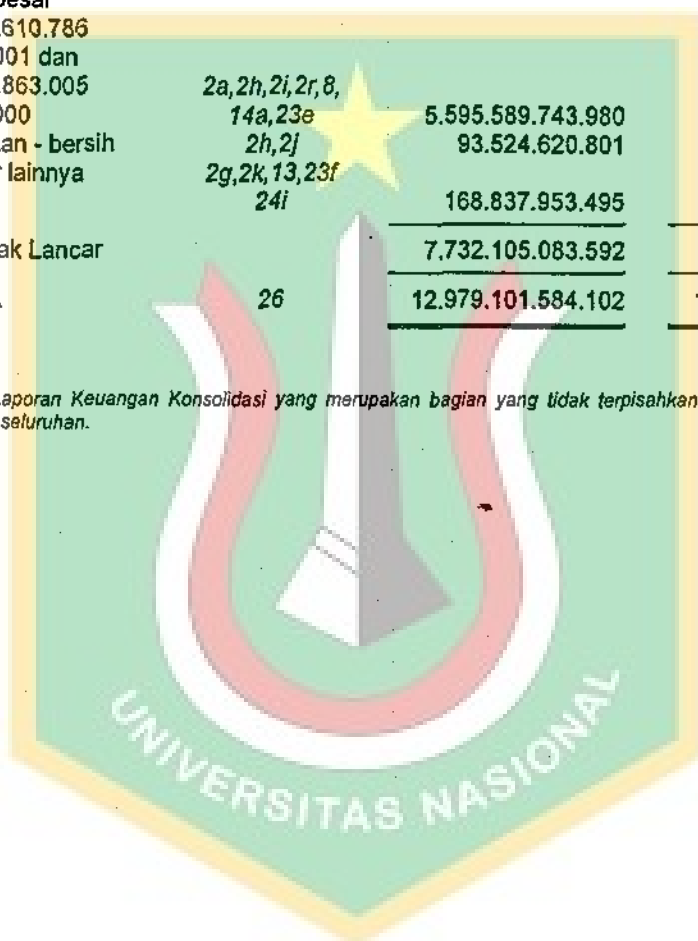 610.786
001 dan
.863.005 2a,2h,2i,2r,8,
000 14a,23e 5.595.589.743.980
an - bersih 2h,2j 93.524.620.801
lainnya 2g,2k,13,23f
24i 168.837.953.495
ak Lancar 7.732.105.083.592
26 12.979.101.584.102
Laporan Keuangan Konsolidasi yang merupakan bagian yang tidak terpisahkan
seluruhan.
UNIVERSITAS NASIONAL